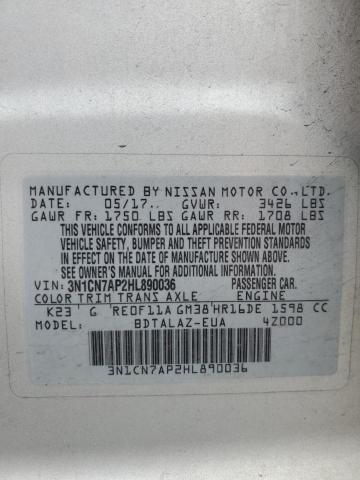 MANUFACTURED BY NISSAN MOTOR CO.,LTD.
DATE: 05/17 GVWR: 3426 LBS
GAWR FR: 1750 LBS GAWR RR: 1708 LBS
THIS VEHICLE CONFORMS TO ALL APPLICABLE FEDERAL MOTOR
VEHICLE SAFETY, BUMPER AND THEFT PREVENTION STANDARDS
IN EFFECT ON THE DATE OF MANUFACTURE SHOWN ABOVE.
SEE OWNER'S MANUAL FOR ADDITIONAL INFORMATION.
VIN: 3N1CN7AP2HL890036 PASSENGER CAR.
COLOR TRIM TRANS AXLE ENGINE
K23 G RE0F11A GM38 HR16DE 1598 CC
MODEL: BDTALAZ-EUA 4Z000
3N1CN7AP2HL890036